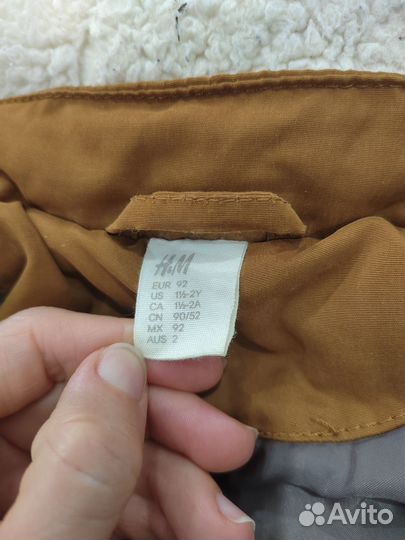 H&M
EUR 92
US 1½-2Y
CA 1½-2A
CN 90/52
MX 92
AUS 2
Avito